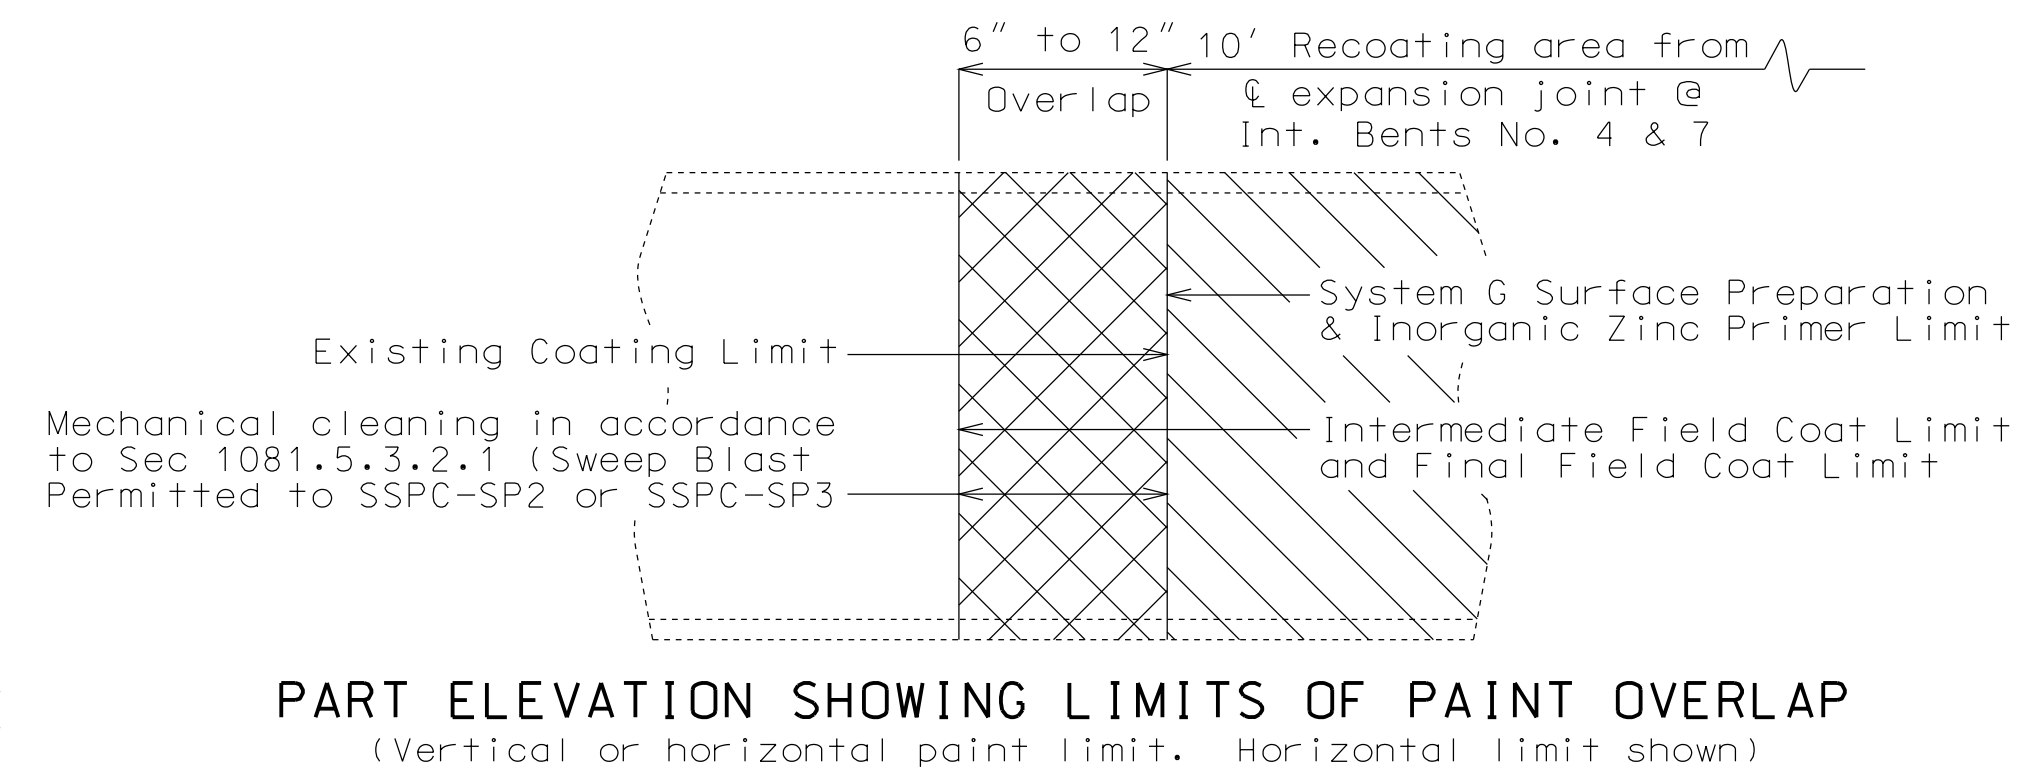 6" to 12"
Overlap
10' Recoating area from
℄ expansion joint @
Int. Bents No. 4 & 7
System G Surface Preparation
& Inorganic Zinc Primer Limit
Existing Coating Limit
Mechanical cleaning in accordance
to Sec 1081.5.3.2.1 (Sweep Blast
Permitted to SSPC-SP2 or SSPC-SP3
Intermediate Field Coat Limit
and Final Field Coat Limit
PART ELEVATION SHOWING LIMITS OF PAINT OVERLAP
(Vertical or horizontal paint limit. Horizontal limit shown)